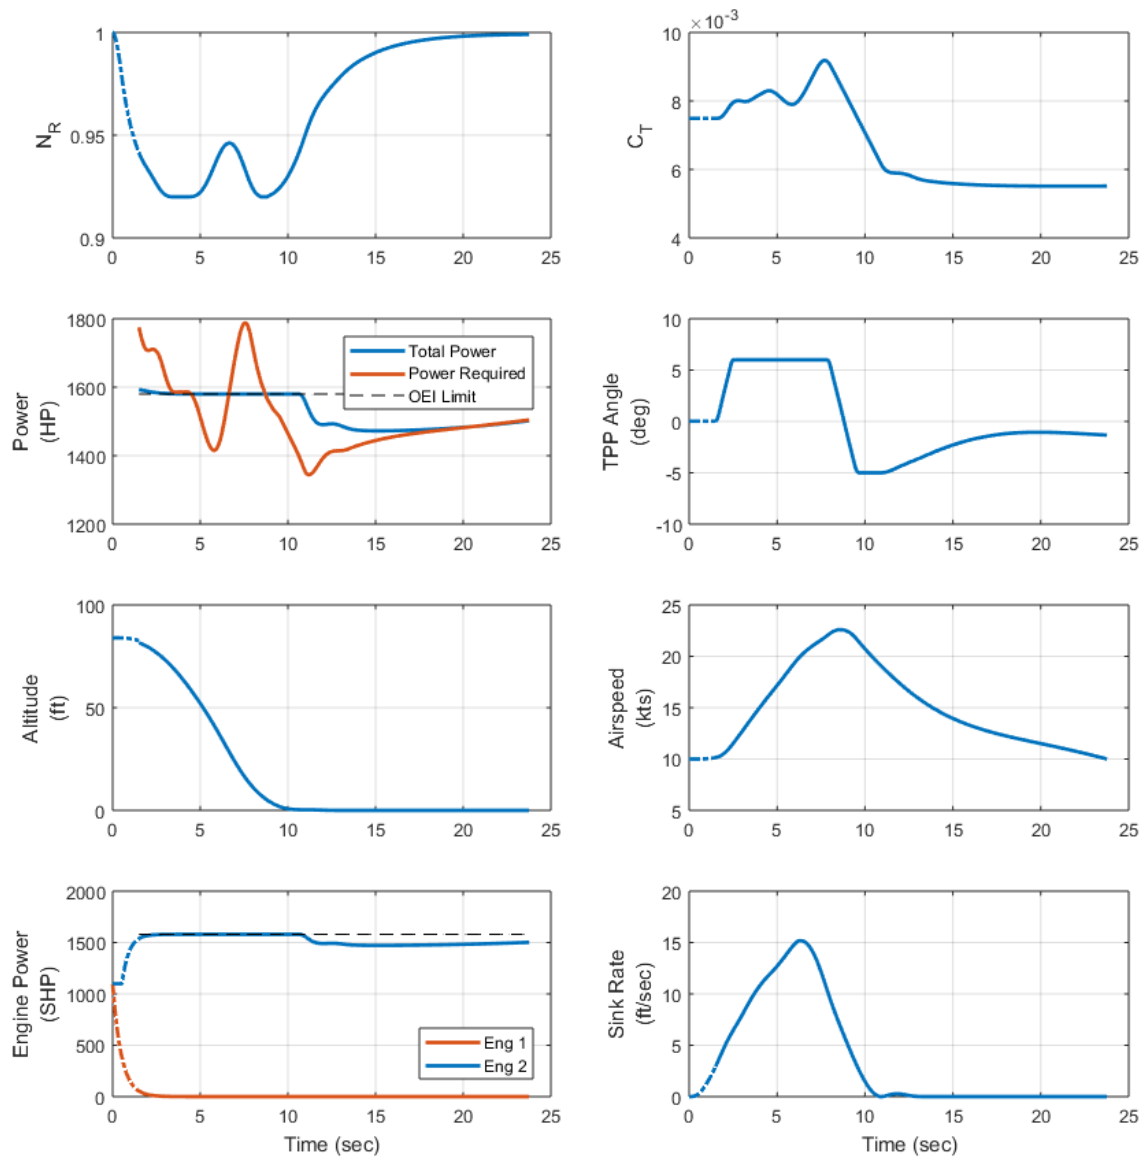 1
0.95
0.9
N_R
0 5 10 15 20 25
×10⁻³
10
8
6
4
C_T
0 5 10 15 20 25
1800
1600
1400
1200
Power
(HP)
Total Power
Power Required
OEI Limit
0 5 10 15 20 25
10
5
0
-5
-10
TPP Angle
(deg)
0 5 10 15 20 25
100
50
0
Altitude
(ft)
0 5 10 15 20 25
25
20
15
10
5
Airspeed
(kts)
0 5 10 15 20 25
2000
1500
1000
500
0
Engine Power
(SHP)
Eng 1
Eng 2
0 5 10 15 20 25
Time (sec)
20
15
10
5
0
Sink Rate
(ft/sec)
0 5 10 15 20 25
Time (sec)